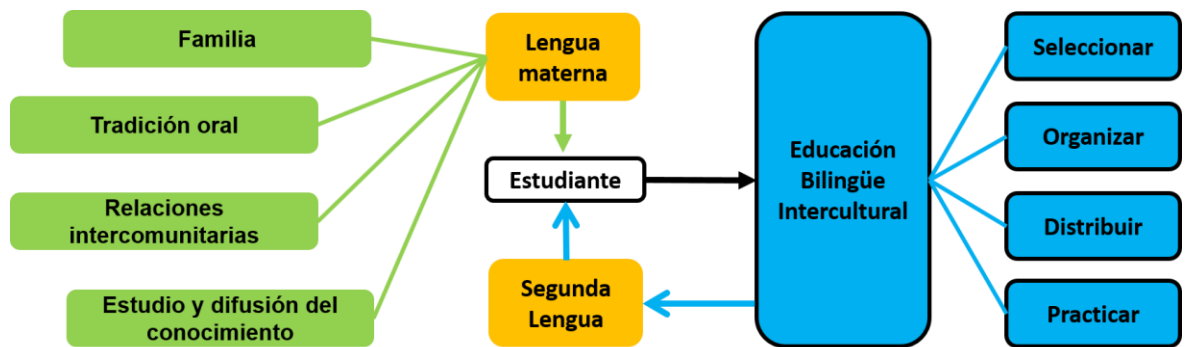 Familia
Tradición oral
Relaciones
intercomunitarias
Estudio y difusión del
conocimiento
Lengua
materna
Estudiante
Segunda
Lengua
Educación
Bilingüe
Intercultural
Seleccionar
Organizar
Distribuir
Practicar